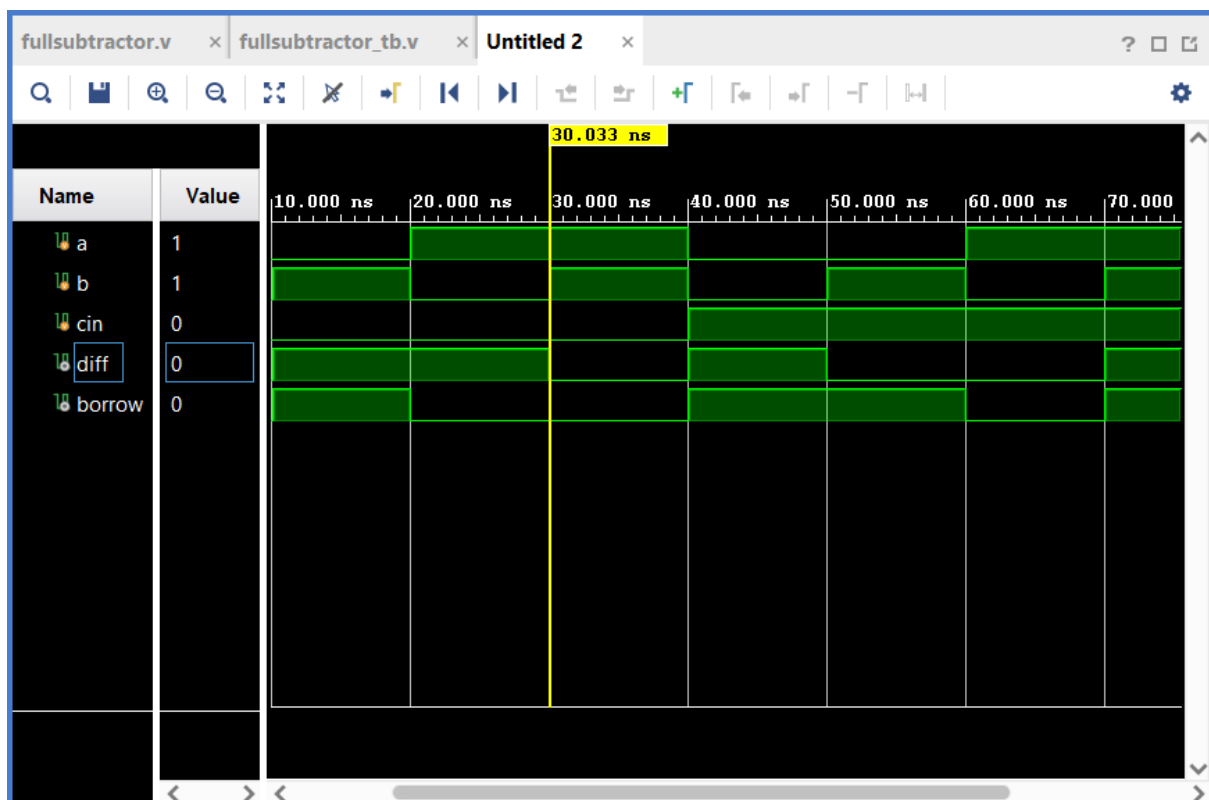 fullsubtractor.v × fullsubtractor_tb.v × Untitled 2 × ?
30.033 ns
Name Value 10.000 ns 20.000 ns 30.000 ns 40.000 ns 50.000 ns 60.000 ns 70.000
a 1
b 1
cin 0
diff 0
borrow 0